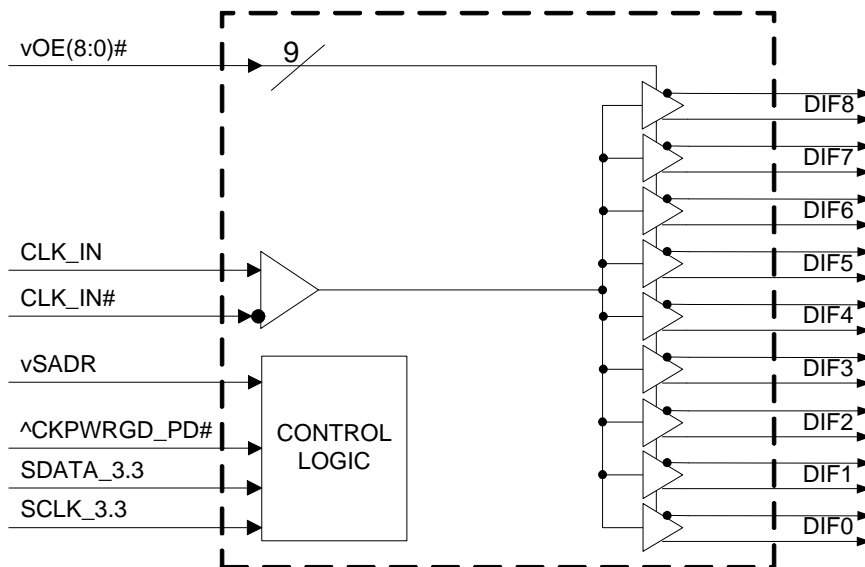 vOE(8:0)#
9
DIF8
DIF7
DIF6
CLK_IN
DIF5
CLK_IN#
DIF4
vSADR
DIF3
^CKPWRGD_PD#
CONTROL
LOGIC
DIF2
SDATA_3.3
DIF1
SCLK_3.3
DIF0